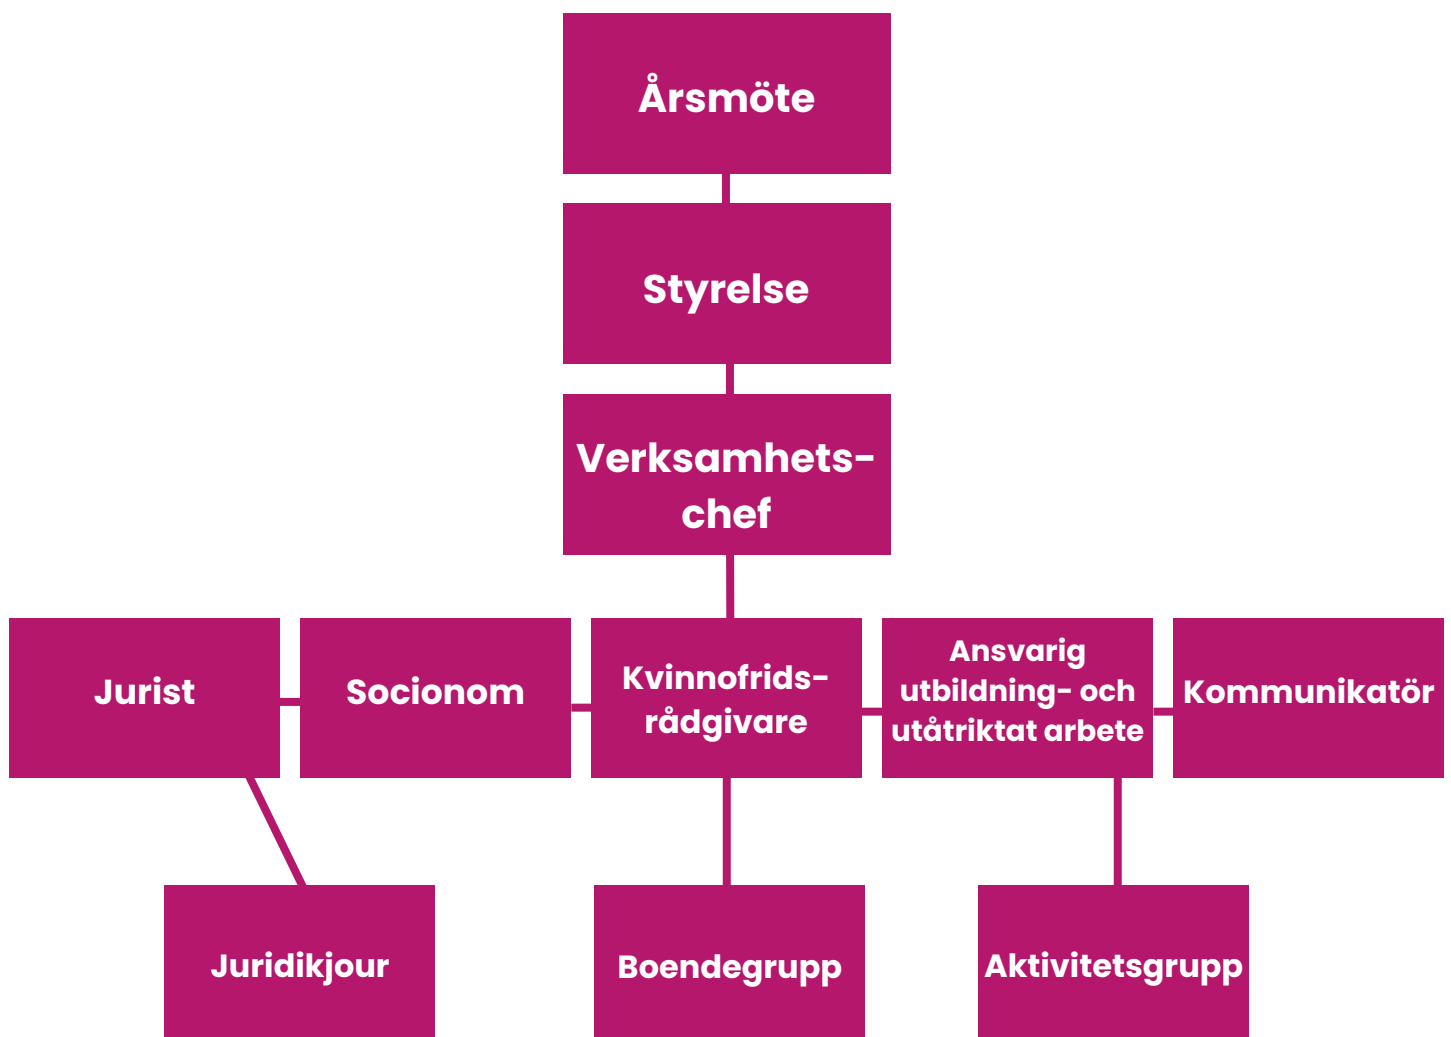 Årsmöte
Styrelse
Verksamhets-
chef
Jurist
Socionom
Kvinnofrids-
rådgivare
Ansvarig
utbildning- och
utåtriktat arbete
Kommunikatör
Juridikjour
Boendegrupp
Aktivitetsgrupp